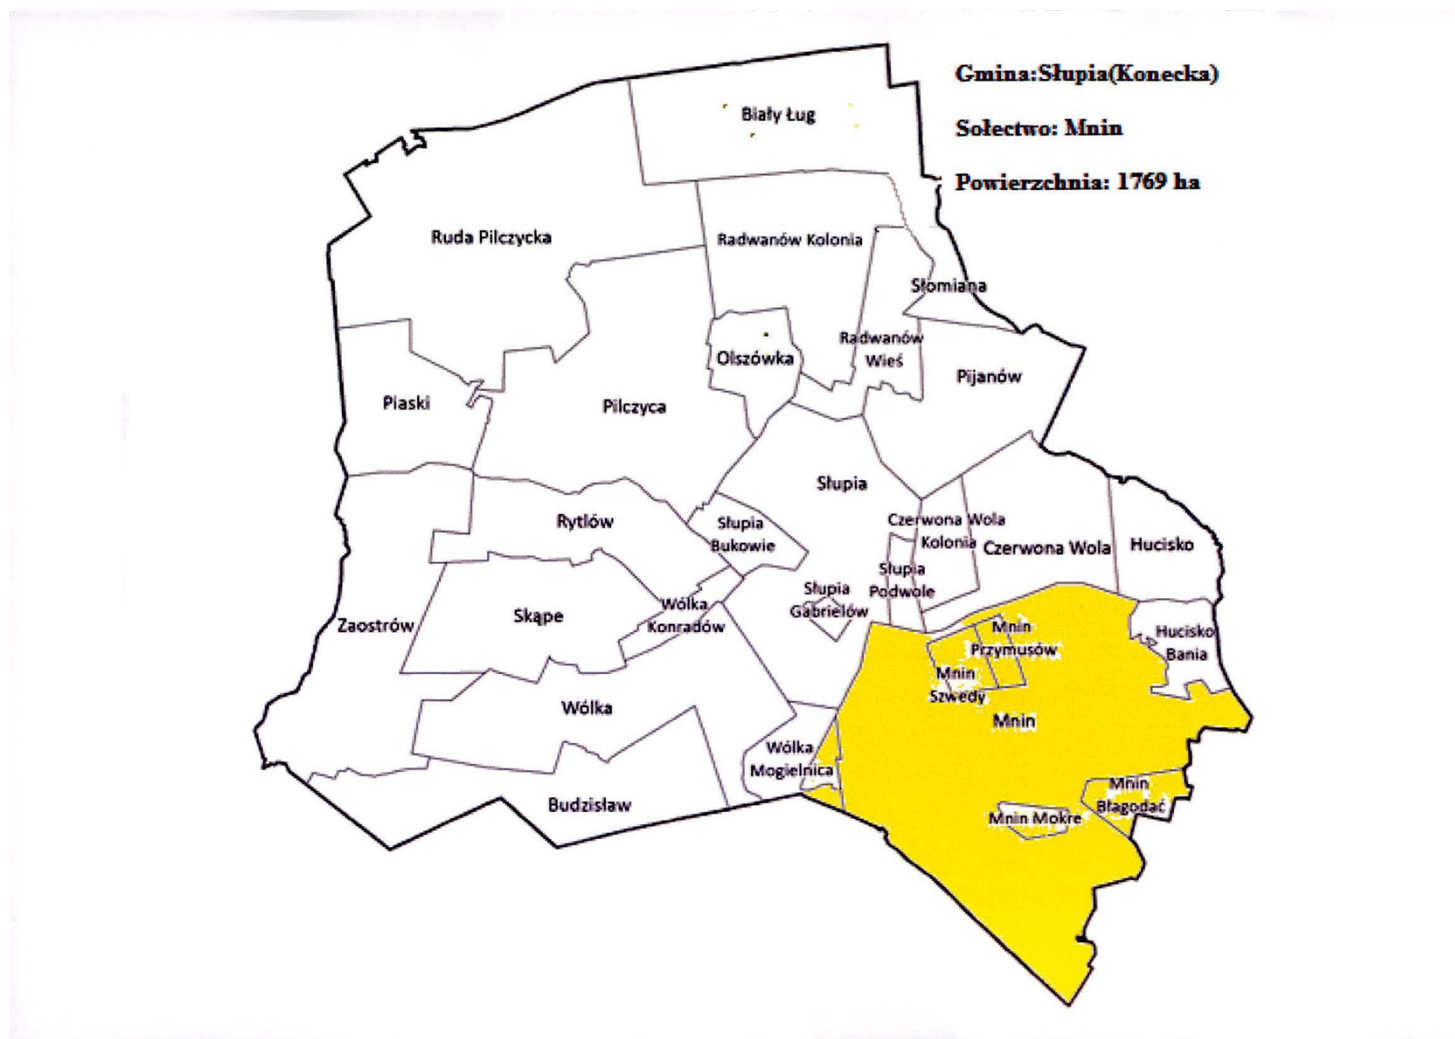 Gmina:Słupia(Konecka)
Sołectwo: Mnin
Powierzchnia: 1769 ha
Biały Ług
Ruda Pilczycka
Radwanów Kolonia
Słomiana
Radwanów
Wieś
Olszówka
Pijanów
Piaski
Pilczyca
Słupia
Rytlów
Słupia
Bukowie
Czerwona Wola
Kolonia
Czerwona Wola
Hucisko
Słupia
Podwole
Słupia
Gabrielów
Wólka
Konradów
Skąpe
Zaostrów
Hucisko
Bania
Mnin
Przymusów
Mnin
Szwedy
Mnin
Wólka
Wólka
Mogielnica
Budzisław
Mnin
Błagodać
Mnin Mokre